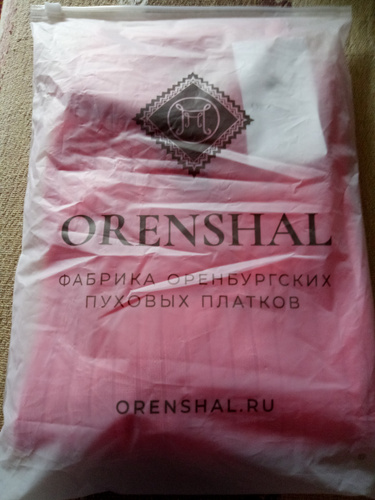 ORENSHAL
ФАБРИКА ОРЕНБУРГСКИХ
ПУХОВЫХ ПЛАТКОВ
ORENSHAL.RU